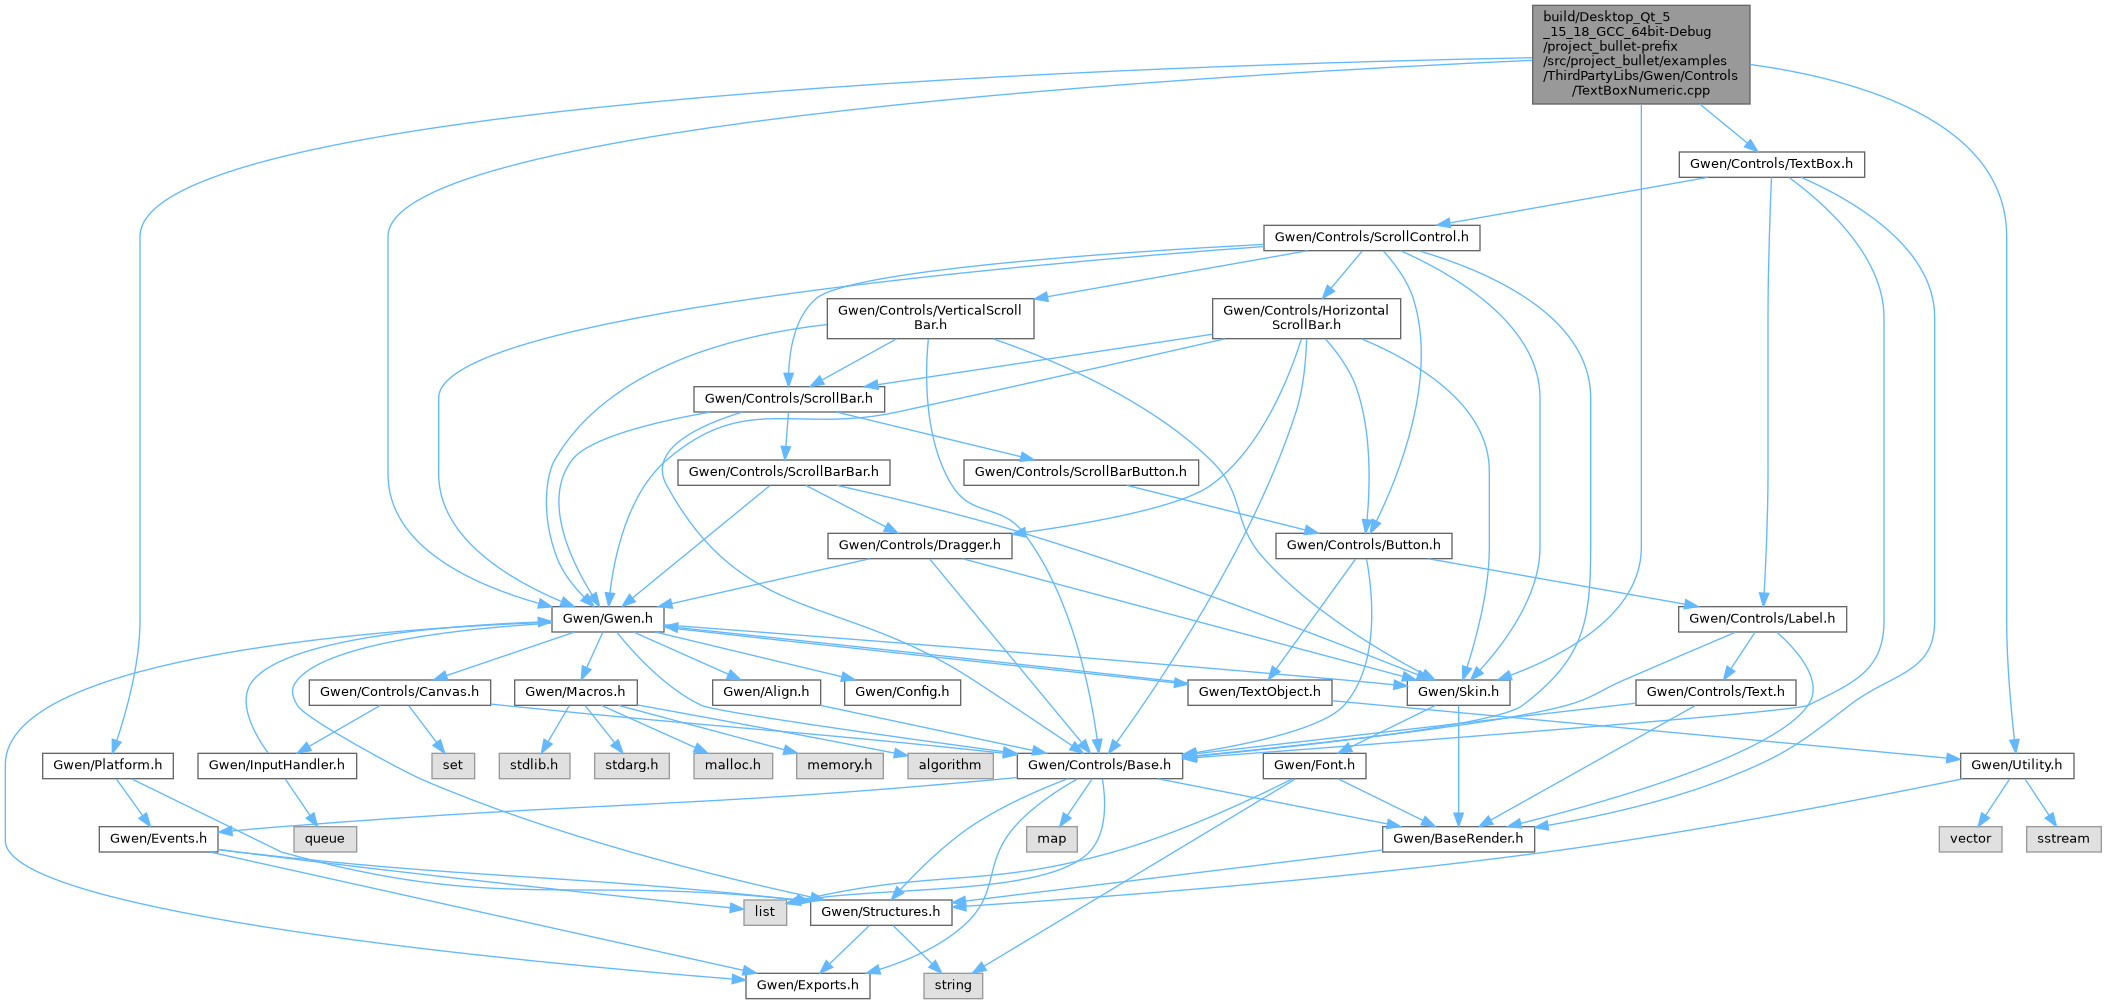 build/Desktop_Qt_5
_15_18_GCC_64bit-Debug
/project_bullet-prefix
/src/project_bullet/examples
/ThirdPartyLibs/Gwen/Controls
/TextBoxNumeric.cpp
Gwen/Controls/TextBox.h
Gwen/Controls/ScrollControl.h
Gwen/Controls/VerticalScroll
Bar.h
Gwen/Controls/Horizontal
ScrollBar.h
Gwen/Controls/ScrollBar.h
Gwen/Controls/ScrollBarBar.h
Gwen/Controls/ScrollBarButton.h
Gwen/Controls/Dragger.h
Gwen/Controls/Button.h
Gwen/Gwen.h
Gwen/Controls/Label.h
Gwen/Controls/Canvas.h
Gwen/Macros.h
Gwen/Align.h
Gwen/Config.h
Gwen/TextObject.h
Gwen/Skin.h
Gwen/Controls/Text.h
Gwen/Platform.h
Gwen/InputHandler.h
set
stdlib.h
stdarg.h
malloc.h
memory.h
algorithm
Gwen/Controls/Base.h
Gwen/Font.h
Gwen/Utility.h
Gwen/Events.h
queue
map
Gwen/BaseRender.h
vector
sstream
list
Gwen/Structures.h
Gwen/Exports.h
string